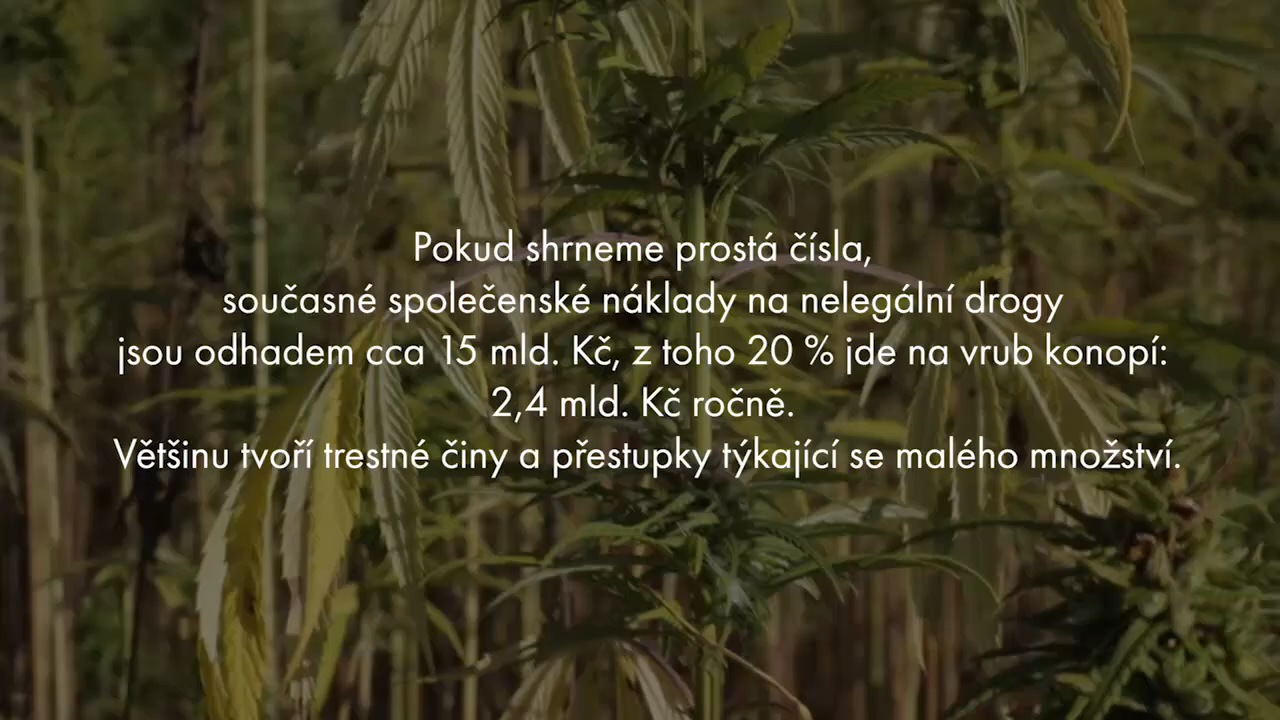 Pokud shrneme prostá čísla,
současné společenské náklady na nelegální drogy
jsou odhadem cca 15 mld. Kč, z toho 20 % jde na vrub konopí:
2,4 mld. Kč ročně.
Většinu tvoří trestné činy a přestupky týkající se malého množství.